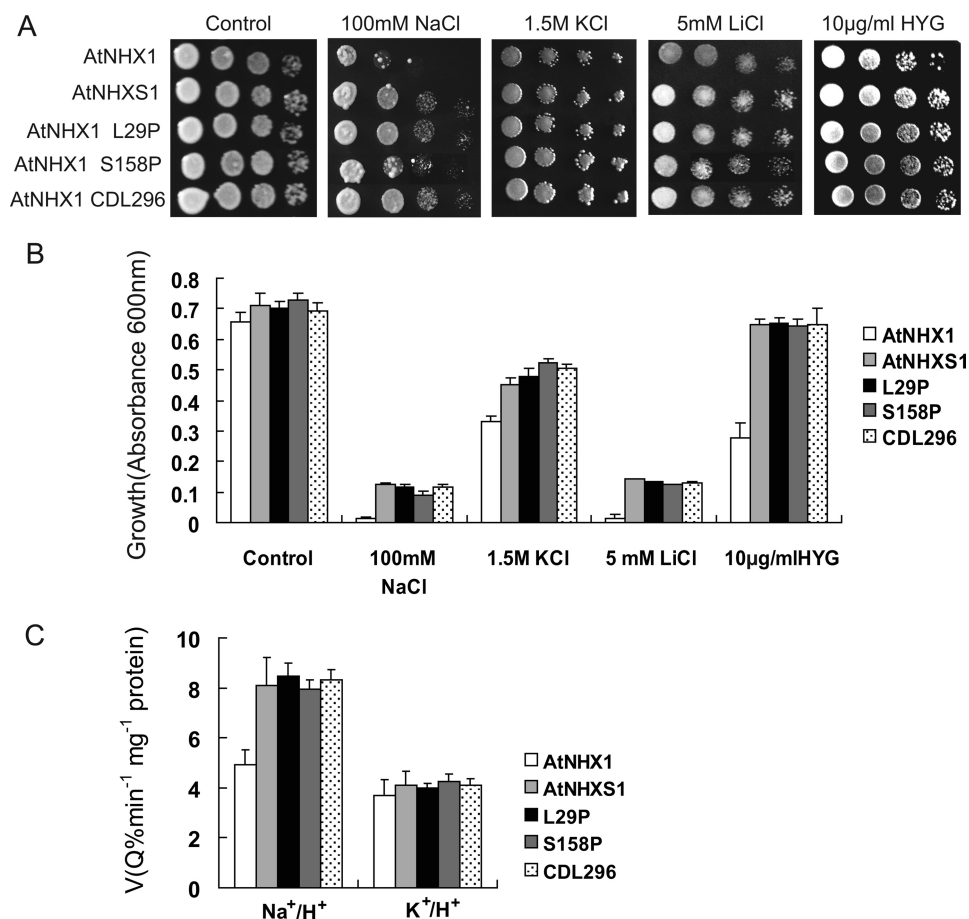 A
Control 100mM NaCl 1.5M KCl 5mM LiCl 10µg/ml HYG
AtNHX1
AtNHXS1
AtNHX1 L29P
AtNHX1 S158P
AtNHX1 CDL296
B
Growth(Absorbance 600nm)
0.8
0.7
0.6
0.5
0.4
0.3
0.2
0.1
0
Control 100mM NaCl 1.5M KCl 5 mM LiCl 10µg/mlHYG
AtNHX1
AtNHXS1
L29P
S158P
CDL296
C
V(Q%min⁻¹ mg⁻¹ protein)
10
8
6
4
2
0
Na⁺/H⁺ K⁺/H⁺
AtNHX1
AtNHXS1
L29P
S158P
CDL296